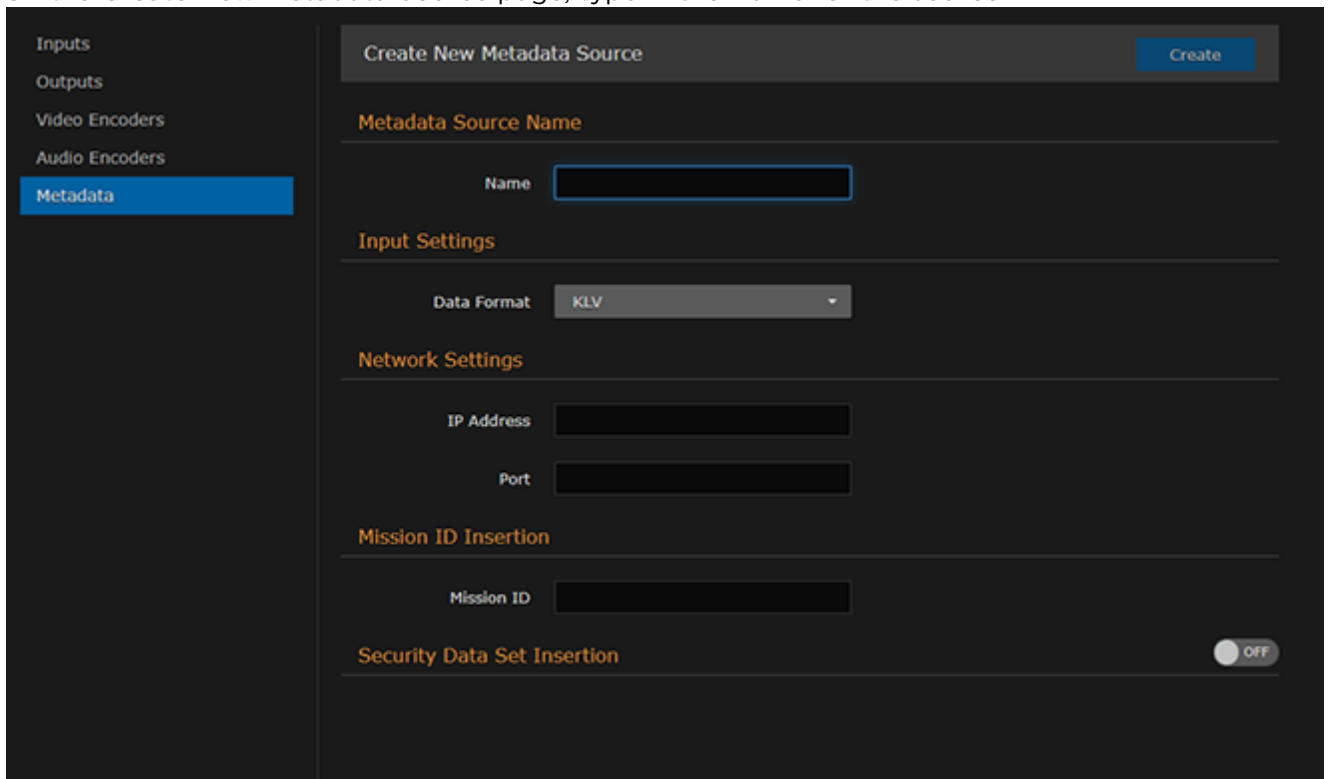 Inputs
Outputs
Video Encoders
Audio Encoders
Metadata
Create New Metadata Source
Create
Metadata Source Name
Name
Input Settings
Data Format
KLV
Network Settings
IP Address
Port
Mission ID Insertion
Mission ID
Security Data Set Insertion
OFF